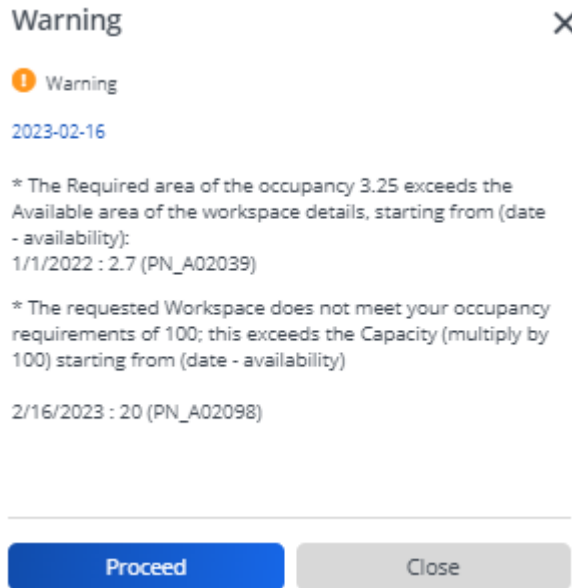 Warning
Warning
2023-02-16
* The Required area of the occupancy 3.25 exceeds the
Available area of the workspace details, starting from (date
- availability):
1/1/2022 : 2.7 (PN_A02039)
* The requested Workspace does not meet your occupancy
requirements of 100; this exceeds the Capacity (multiply by
100) starting from (date - availability)
2/16/2023 : 20 (PN_A02098)
Proceed
Close